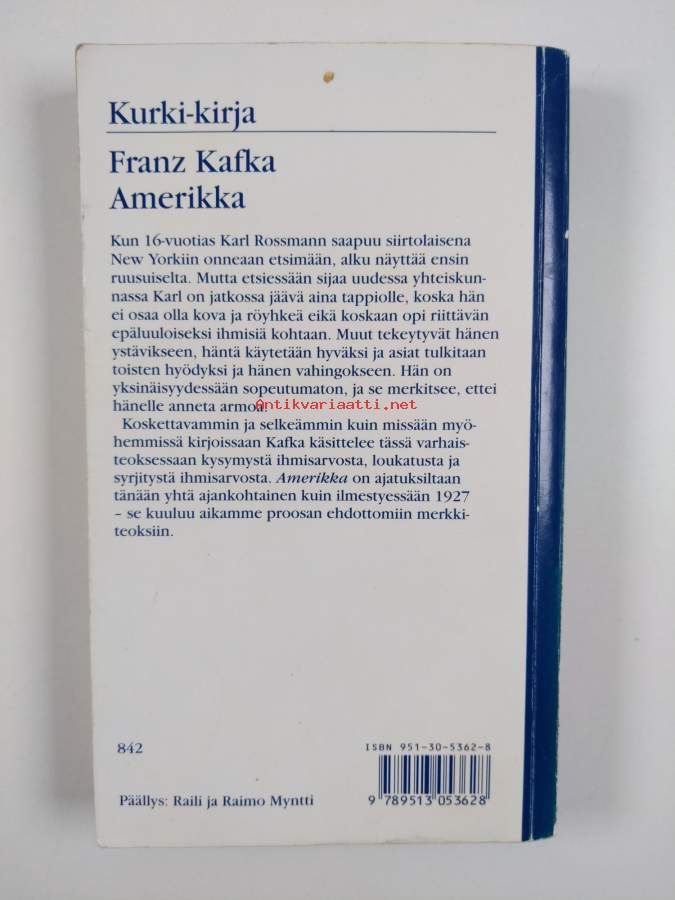 Kurki-kirja
Franz Kafka
Amerikka
Kun 16-vuotias Karl Rossmann saapuu siirtolaisena
New Yorkiin onneaan etsimään, alku näyttää ensin
ruusuiselta. Mutta etsiessään sijaa uudessa yhteiskun-
nassa Karl on jatkossa jäävä aina tappiolle, koska hän
ei osaa olla kova ja röyhkeä eikä koskaan opi riittävän
epäluuloiseksi ihmisiä kohtaan. Muut tekeytyvät hänen
ystävikseen, häntä käytetään hyväksi ja asiat tulkitaan
toisten hyödyksi ja hänen vahingokseen. Hän on
yksinäisyydessään sopeutumaton, ja se merkitsee, ettei
hänelle anneta armoa!
Antikvariaatti.net
Koskettavammin ja selkeämmin kuin missään myö-
hemmissä kirjoissaan Kafka käsittelee tässä varhais-
teoksessaan kysymystä ihmisarvosta, loukatusta ja
syrjitystä ihmisarvosta. Amerikka on ajatuksiltaan
tänään yhtä ajankohtainen kuin ilmestyessään 1927
– se kuuluu aikamme proosan ehdottomiin merkki-
teoksiin.
842
ISBN 951-30-5362-8
Päällys: Raili ja Raimo Myntti
9 789513 053628